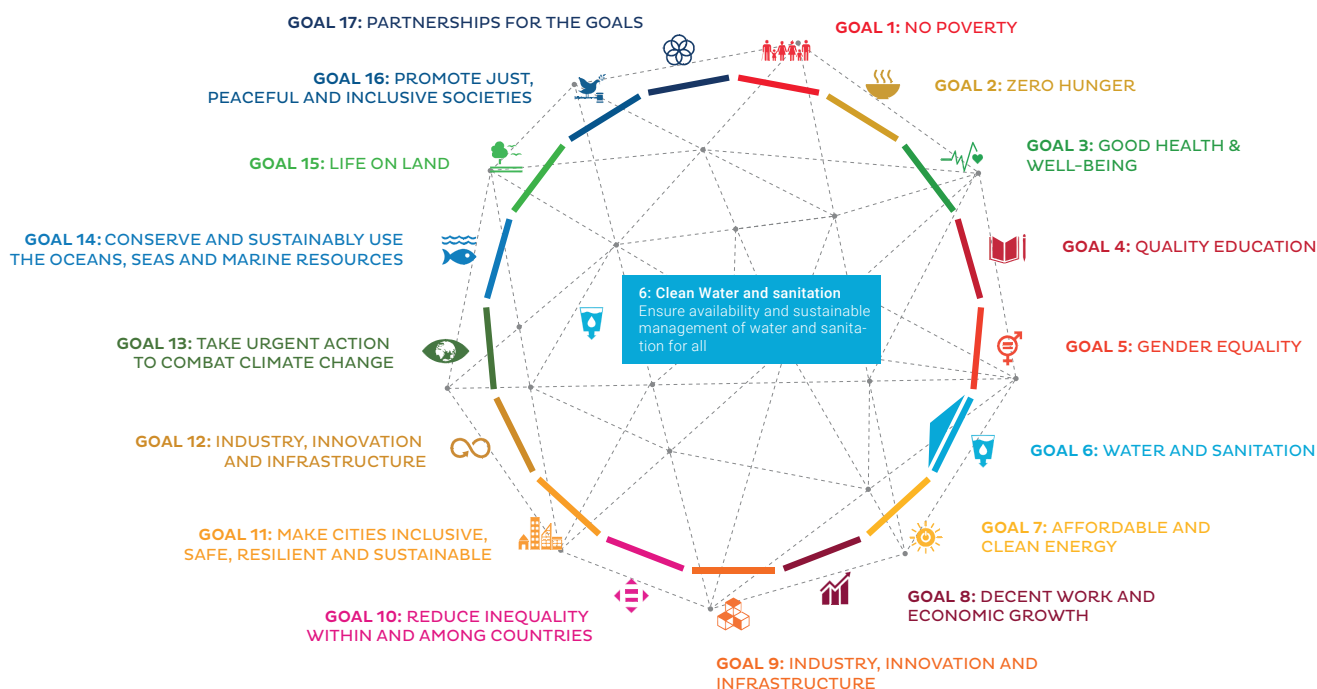 GOAL 17: PARTNERSHIPS FOR THE GOALS
GOAL 1: NO POVERTY
GOAL 16: PROMOTE JUST,
PEACEFUL AND INCLUSIVE SOCIETIES
GOAL 2: ZERO HUNGER
GOAL 15: LIFE ON LAND
GOAL 3: GOOD HEALTH &
WELL-BEING
GOAL 14: CONSERVE AND SUSTAINABLY USE
THE OCEANS, SEAS AND MARINE RESOURCES
GOAL 4: QUALITY EDUCATION
6: Clean Water and sanitation
Ensure availability and sustainable
management of water and sanita-
tion for all
GOAL 13: TAKE URGENT ACTION
TO COMBAT CLIMATE CHANGE
GOAL 5: GENDER EQUALITY
GOAL 12: INDUSTRY, INNOVATION
AND INFRASTRUCTURE
GOAL 6: WATER AND SANITATION
GOAL 11: MAKE CITIES INCLUSIVE,
SAFE, RESILIENT AND SUSTAINABLE
GOAL 7: AFFORDABLE AND
CLEAN ENERGY
GOAL 10: REDUCE INEQUALITY
WITHIN AND AMONG COUNTRIES
GOAL 8: DECENT WORK AND
ECONOMIC GROWTH
GOAL 9: INDUSTRY, INNOVATION AND
INFRASTRUCTURE